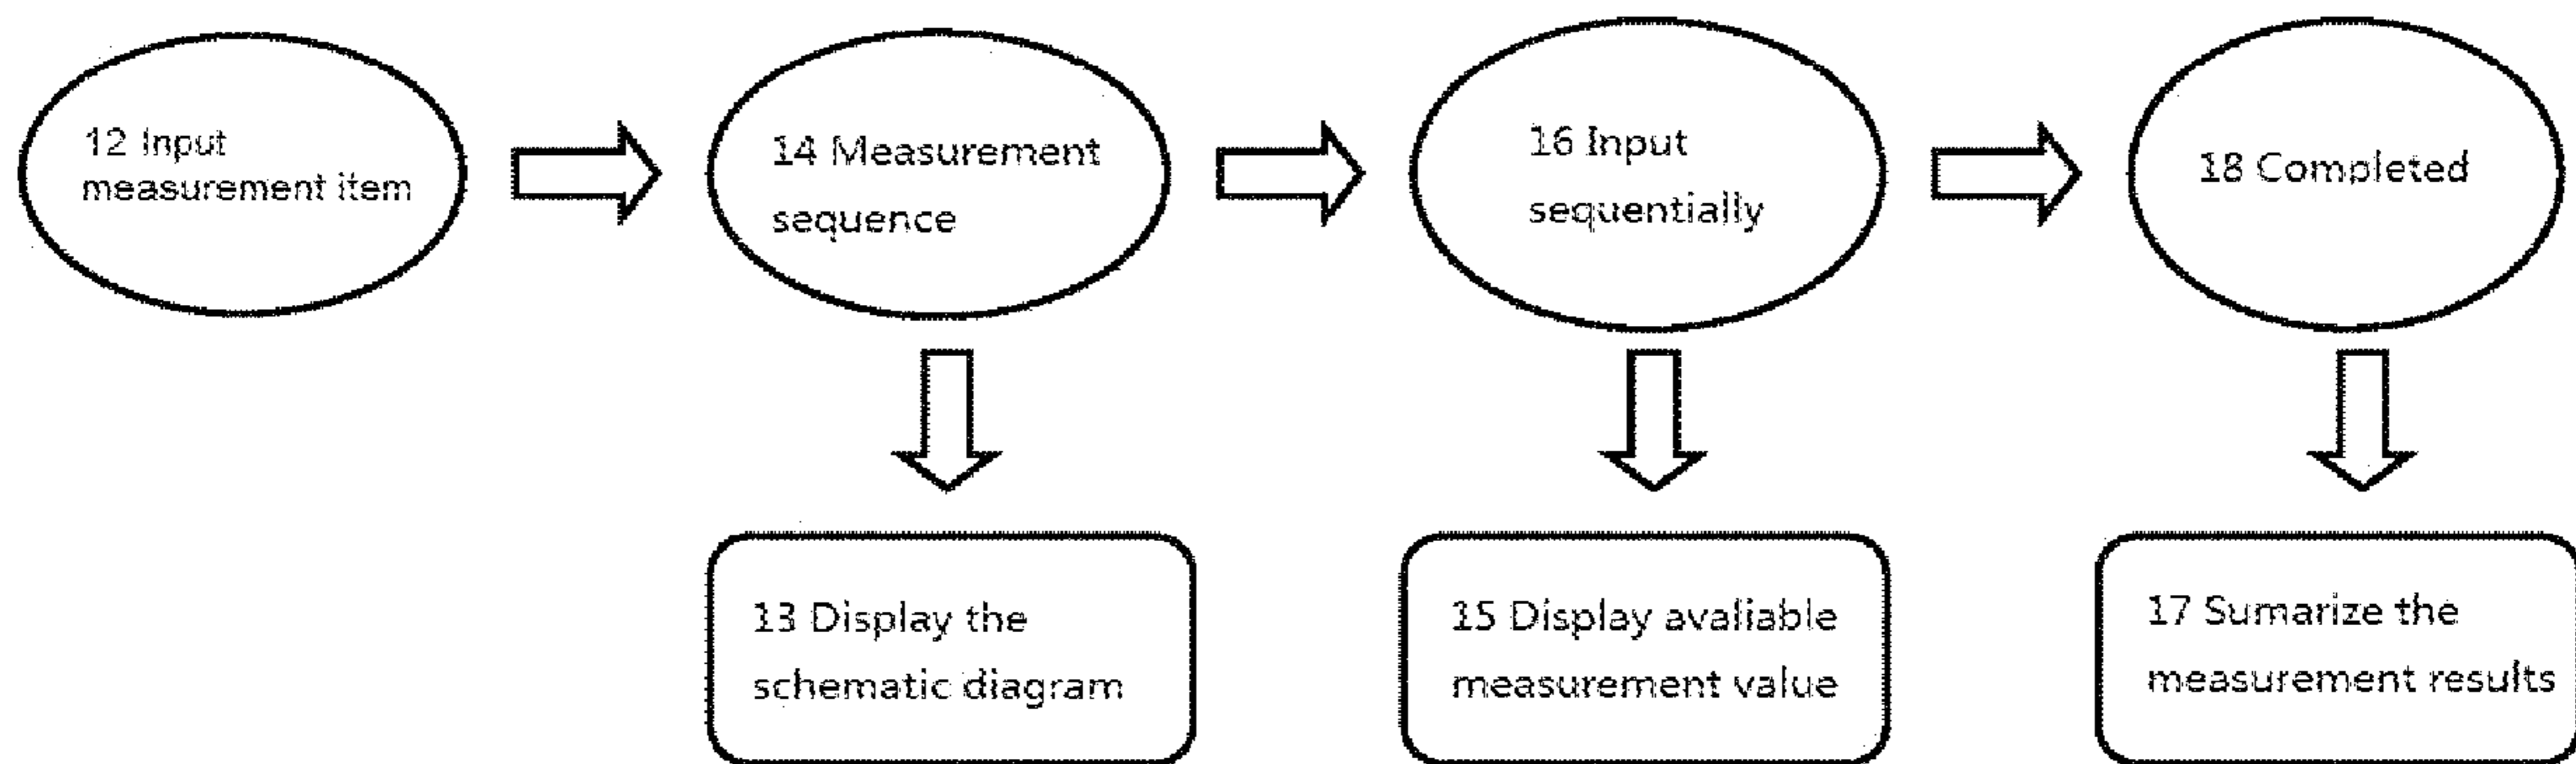 12 Input
measurement item
14 Measurement
sequence
16 Input
sequentially
18 Completed
13 Display the
schematic diagram
15 Display avaliable
measurement value
17 Sumarize the
measurement results